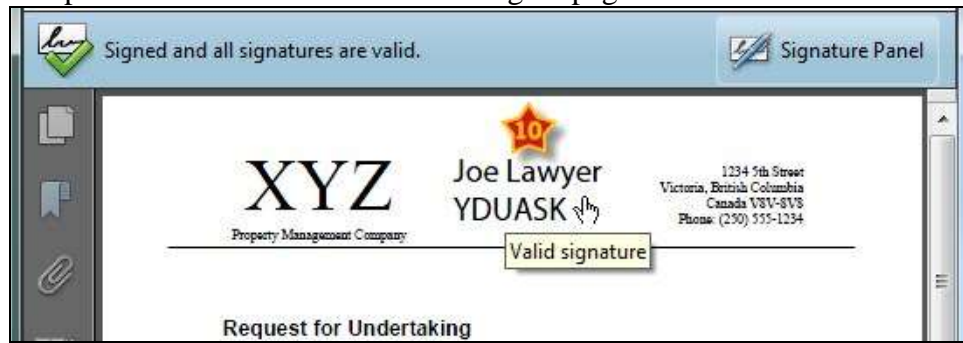 Signed and all signatures are valid.
Signature Panel
10
XYZ
Property Management Company
Joe Lawyer
YDUASK
1234 5th Street
Victoria, British Columbia
Canada V8V-8V8
Phone: (250) 555-1234
Valid signature
Request for Undertaking